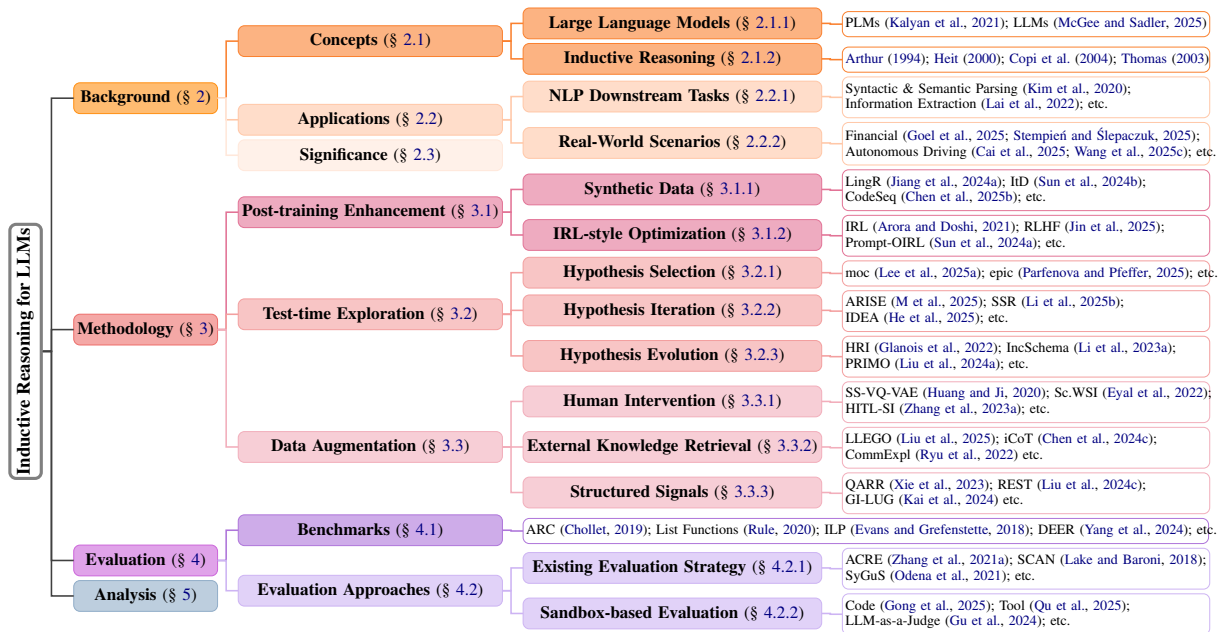 Inductive Reasoning for LLMs
Background (§ 2)
Concepts (§ 2.1)
Large Language Models (§ 2.1.1)
PLMs (Kalyan et al., 2021); LLMs (McGee and Sadler, 2025)
Inductive Reasoning (§ 2.1.2)
Arthur (1994); Heit (2000); Copi et al. (2004); Thomas (2003)
Applications (§ 2.2)
NLP Downstream Tasks (§ 2.2.1)
Syntactic & Semantic Parsing (Kim et al., 2020);
Information Extraction (Lai et al., 2022); etc.
Real-World Scenarios (§ 2.2.2)
Financial (Goel et al., 2025; Stempień and Ślepaczuk, 2025);
Autonomous Driving (Cai et al., 2025; Wang et al., 2025c); etc.
Significance (§ 2.3)
Methodology (§ 3)
Post-training Enhancement (§ 3.1)
Synthetic Data (§ 3.1.1)
LingR (Jiang et al., 2024a); ItD (Sun et al., 2024b);
CodeSeq (Chen et al., 2025b); etc.
IRL-style Optimization (§ 3.1.2)
IRL (Arora and Doshi, 2021); RLHF (Jin et al., 2025);
Prompt-OIRL (Sun et al., 2024a); etc.
Test-time Exploration (§ 3.2)
Hypothesis Selection (§ 3.2.1)
moc (Lee et al., 2025a); epic (Parfenova and Pfeffer, 2025); etc.
Hypothesis Iteration (§ 3.2.2)
ARISE (M et al., 2025); SSR (Li et al., 2025b);
IDEA (He et al., 2025); etc.
Hypothesis Evolution (§ 3.2.3)
HRI (Glanois et al., 2022); IncSchema (Li et al., 2023a);
PRIMO (Liu et al., 2024a); etc.
Data Augmentation (§ 3.3)
Human Intervention (§ 3.3.1)
SS-VQ-VAE (Huang and Ji, 2020); Sc.WSI (Eyal et al., 2022);
HITL-SI (Zhang et al., 2023a); etc.
External Knowledge Retrieval (§ 3.3.2)
LLEGO (Liu et al., 2025); iCoT (Chen et al., 2024c);
CommExpl (Ryu et al., 2022) etc.
Structured Signals (§ 3.3.3)
QARR (Xie et al., 2023); REST (Liu et al., 2024c);
GI-LUG (Kai et al., 2024) etc.
Evaluation (§ 4)
Benchmarks (§ 4.1)
ARC (Chollet, 2019); List Functions (Rule, 2020); ILP (Evans and Grefenstette, 2018); DEER (Yang et al., 2024); etc.
Evaluation Approaches (§ 4.2)
Existing Evaluation Strategy (§ 4.2.1)
ACRE (Zhang et al., 2021a); SCAN (Lake and Baroni, 2018);
SyGuS (Odena et al., 2021); etc.
Sandbox-based Evaluation (§ 4.2.2)
Code (Gong et al., 2025); Tool (Qu et al., 2025);
LLM-as-a-Judge (Gu et al., 2024); etc.
Analysis (§ 5)